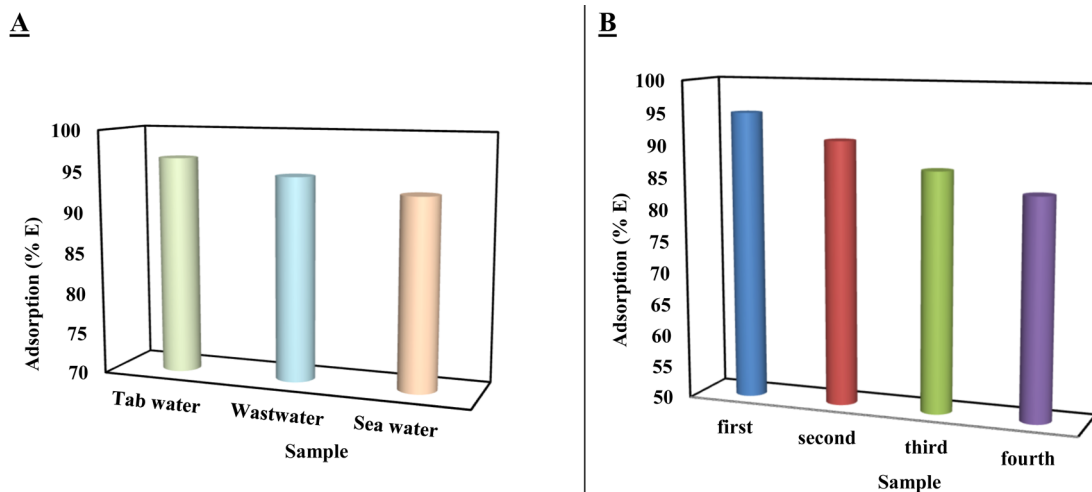 A
Adsorption (% E)
100
95
90
85
80
75
70
Tab water
Wastwater
Sea water
Sample
B
Adsorption (% E)
100
95
90
85
80
75
70
65
60
55
50
first
second
third
fourth
Sample